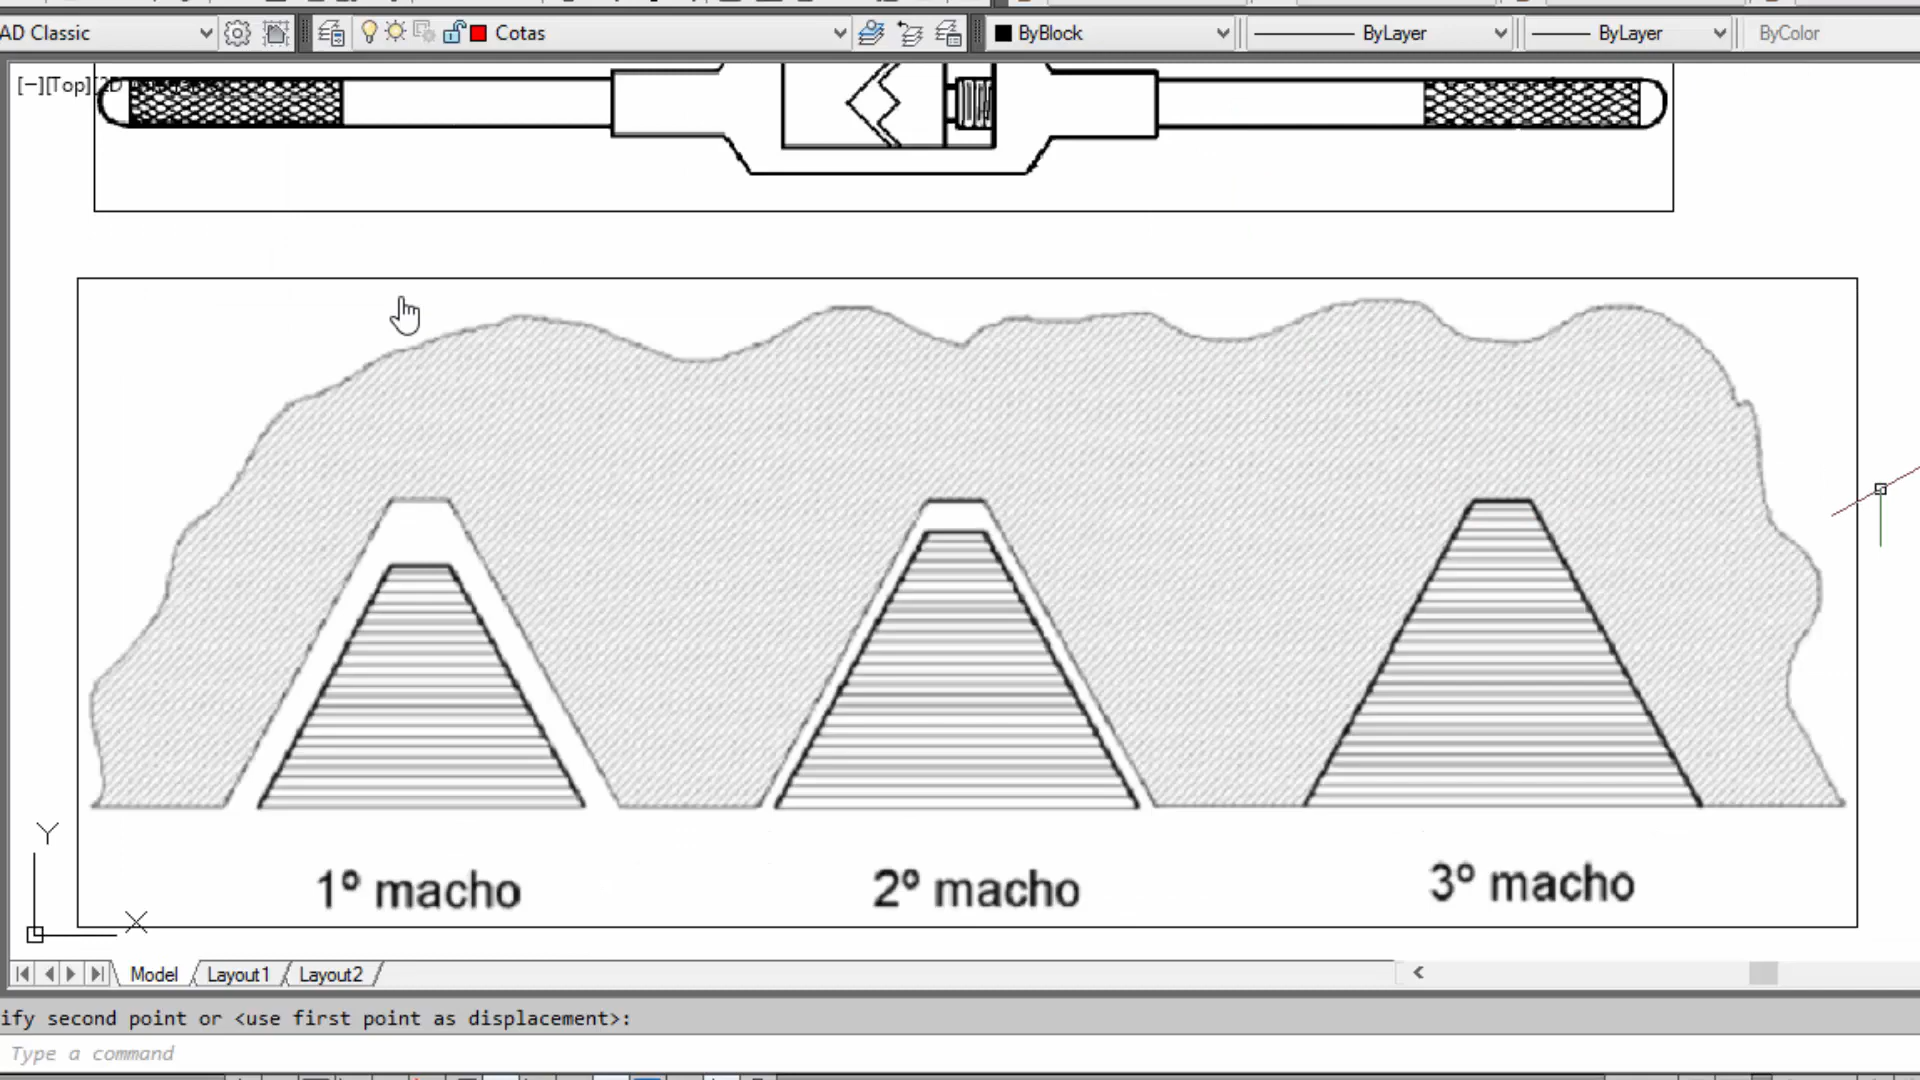 AD Classic
Cotas
ByBlock
ByLayer
ByLayer
ByColor
[−][Top][2D
1º macho
2º macho
3º macho
Y
X
Model
Layout1
Layout2
ify second point or <use first point as displacement>:
Type a command